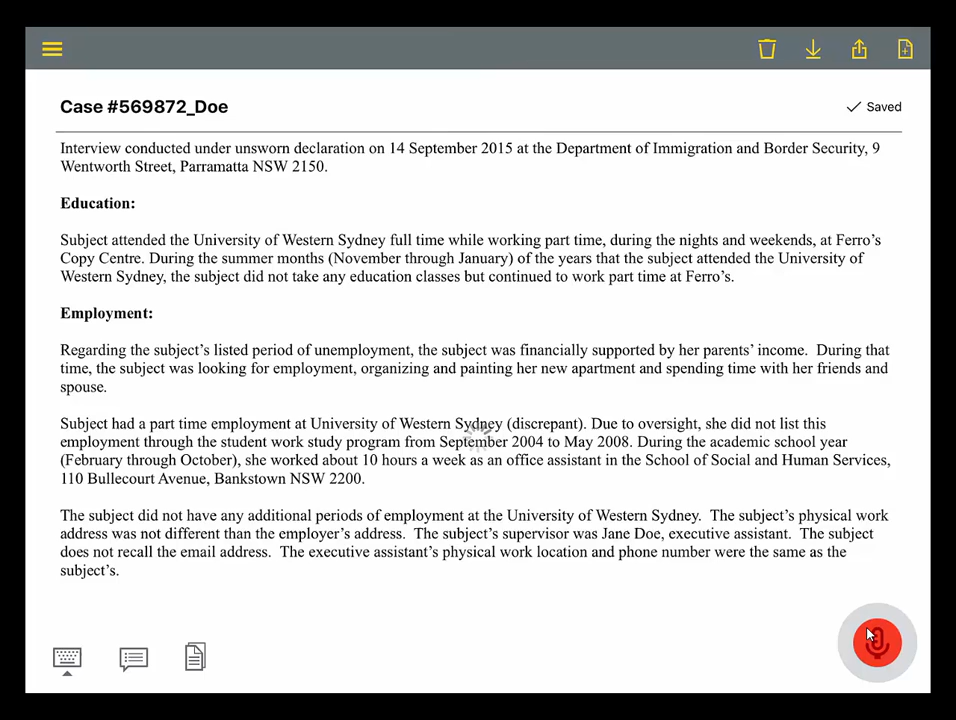 Case #569872_Doe
Saved
Interview conducted under unsworn declaration on 14 September 2015 at the Department of Immigration and Border Security, 9
Wentworth Street, Parramatta NSW 2150.
Education:
Subject attended the University of Western Sydney full time while working part time, during the nights and weekends, at Ferro’s
Copy Centre. During the summer months (November through January) of the years that the subject attended the University of
Western Sydney, the subject did not take any education classes but continued to work part time at Ferro’s.
Employment:
Regarding the subject’s listed period of unemployment, the subject was financially supported by her parents’ income.  During that
time, the subject was looking for employment, organizing and painting her new apartment and spending time with her friends and
spouse.
Subject had a part time employment at University of Western Sydney (discrepant). Due to oversight, she did not list this
employment through the student work study program from September 2004 to May 2008. During the academic school year
(February through October), she worked about 10 hours a week as an office assistant in the School of Social and Human Services,
110 Bullecourt Avenue, Bankstown NSW 2200.
The subject did not have any additional periods of employment at the University of Western Sydney.  The subject’s physical work
address was not different than the employer’s address.  The subject’s supervisor was Jane Doe, executive assistant.  The subject
does not recall the email address.  The executive assistant’s physical work location and phone number were the same as the
subject’s.